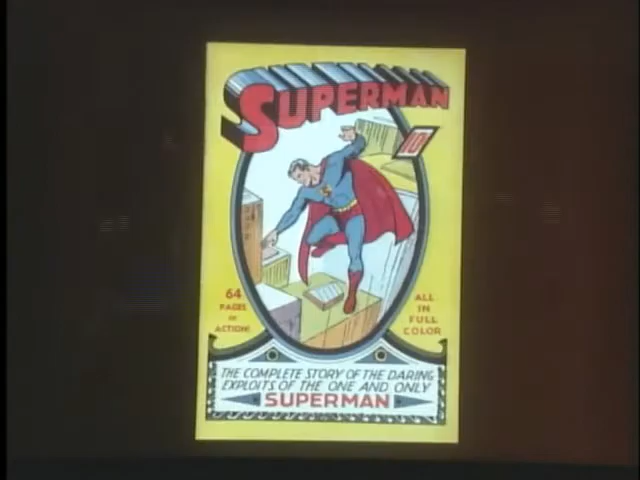 SUPERMAN
10¢
64
PAGES
OF
ACTION!
ALL
IN
FULL
COLOR
THE COMPLETE STORY OF THE DARING
EXPLOITS OF THE ONE AND ONLY
SUPERMAN